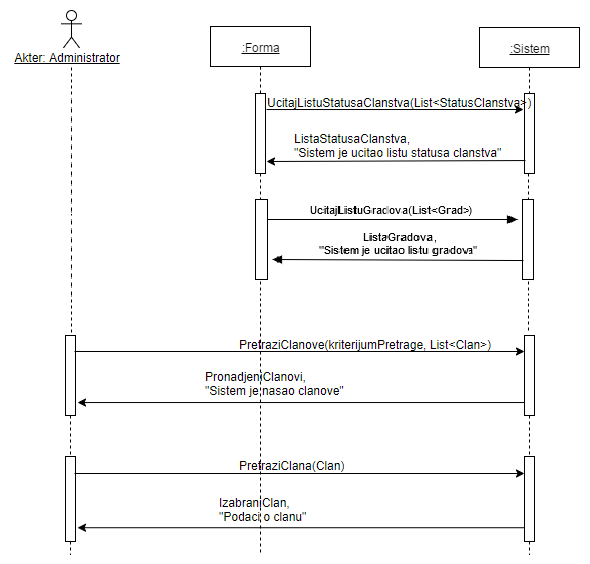 Akter: Administrator
:Forma
:Sistem
UcitajListuStatusaClanstva(List<StatusClanstva>)
ListaStatusaClanstva,
"Sistem je ucitao listu statusa clanstva"
UcitajListuGradova(List<Grad>)
ListaGradova,
"Sistem je ucitao listu gradova"
PretraziClanove(kriterijumPretrage, List<Clan>)
PronadjeniClanovi,
"Sistem je nasao clanove"
PretraziClana(Clan)
IzabraniClan,
"Podaci o clanu"